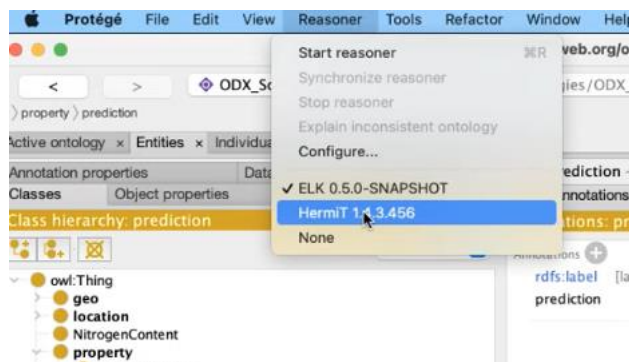 Protégé File Edit View Reasoner Tools Refactor Window Help
Start reasoner ⌘R
Synchronize reasoner
Stop reasoner
Explain inconsistent ontology
Configure...
✓ ELK 0.5.0-SNAPSHOT
HermiT 1.4.3.456
None
web.org/o
< > ODX_Sc
gies/ODX_
property > prediction
Active ontology × Entities × Individua
Annotation properties Data
Classes Object properties
Class hierarchy: prediction
owl:Thing
geo
location
NitrogenContent
property
ediction
nnotations
tions: pr
Annotations
rdfs:label [la
prediction